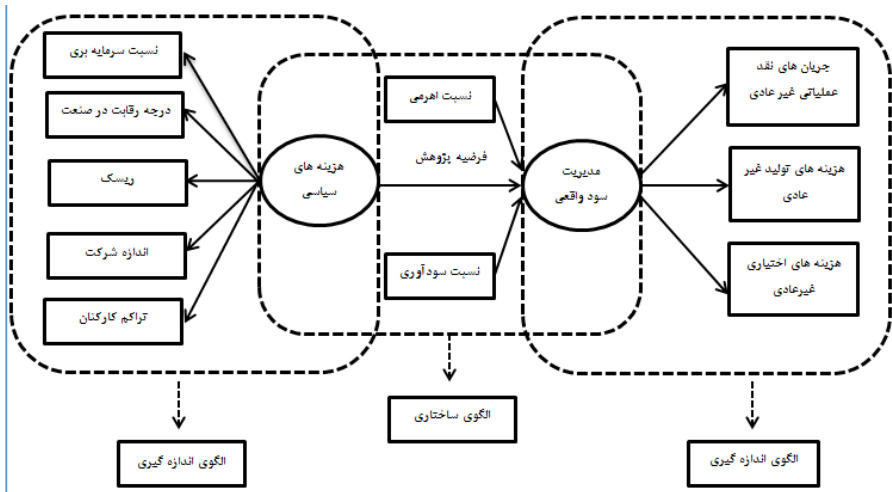 نسبت سرمایه بری
درجه رقابت در صنعت
ریسک
اندازه شرکت
تراکم کارکنان
هزینه های
سیاسی
نسبت اهرمی
فرضیه پژوهش
نسبت سودآوری
مدیریت
سود واقعی
جریان های نقد
عملیاتی غیر عادی
هزینه های تولید غیر
عادی
هزینه های اختیاری
غیرعادی
الگوی ساختاری
الگوی اندازه گیری
الگوی اندازه گیری